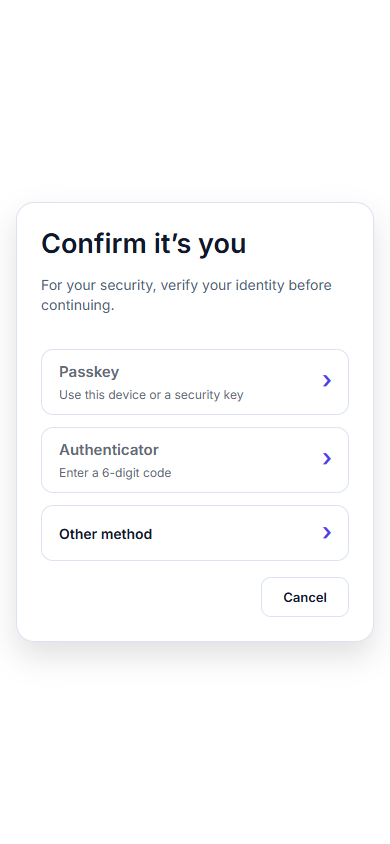 Confirm it’s you
For your security, verify your identity before
continuing.
Passkey
Use this device or a security key
Authenticator
Enter a 6-digit code
Other method
Cancel